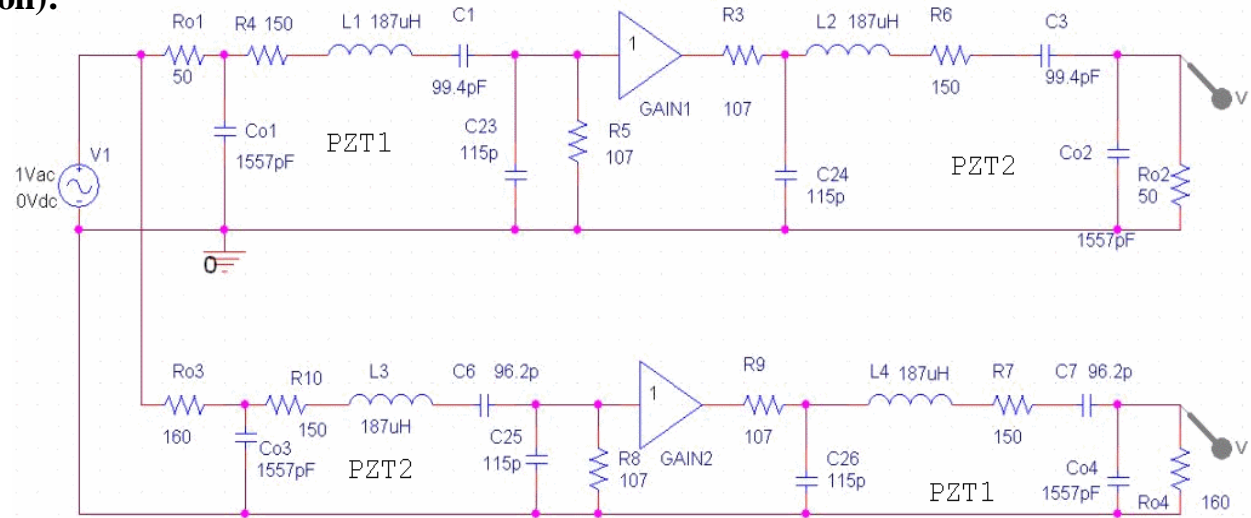 on):
Ro1 R4 150 L1 187uH C1 R3 L2 187uH R6 C3
50 99.4pF 1 107 150 99.4pF
GAIN1
Co1 1557pF PZT1 C23 115p R5 107 C24 115p PZT2 Co2 Ro2 50
1557pF
V1
1Vac
0Vdc
V
0
Ro3 R10 L3 C6 96.2p R9 L4 187uH R7 C7 96.2p
160 150 187uH 1 107 150
GAIN2
Co3 1557pF PZT2 C25 115p R8 107 C26 115p PZT1 Co4 1557pF Ro4 160
V